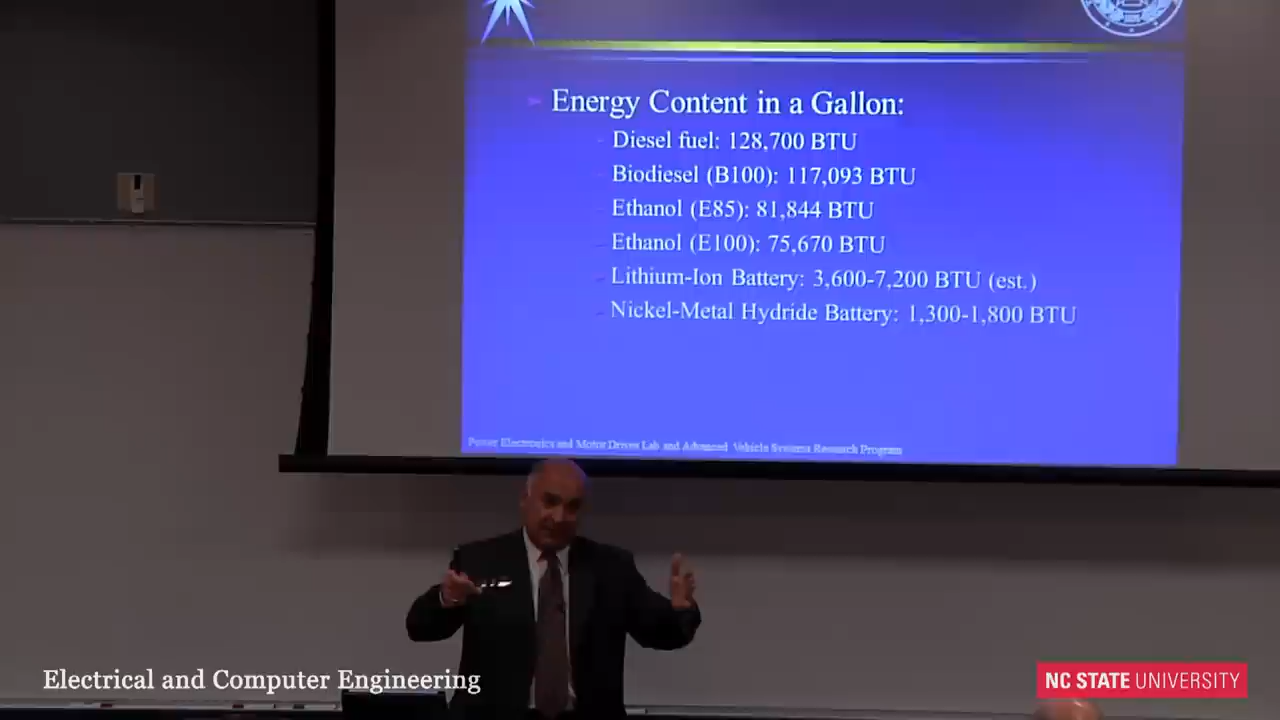 Energy Content in a Gallon:
Diesel fuel: 128,700 BTU
Biodiesel (B100): 117,093 BTU
Ethanol (E85): 81,844 BTU
Ethanol (E100): 75,670 BTU
Lithium-Ion Battery: 3,600-7,200 BTU (est.)
Nickel-Metal Hydride Battery: 1,300-1,800 BTU
Power Electronics and Motor Drives Lab and Advanced Vehicle Systems Research Program
Electrical and Computer Engineering
NC STATE UNIVERSITY